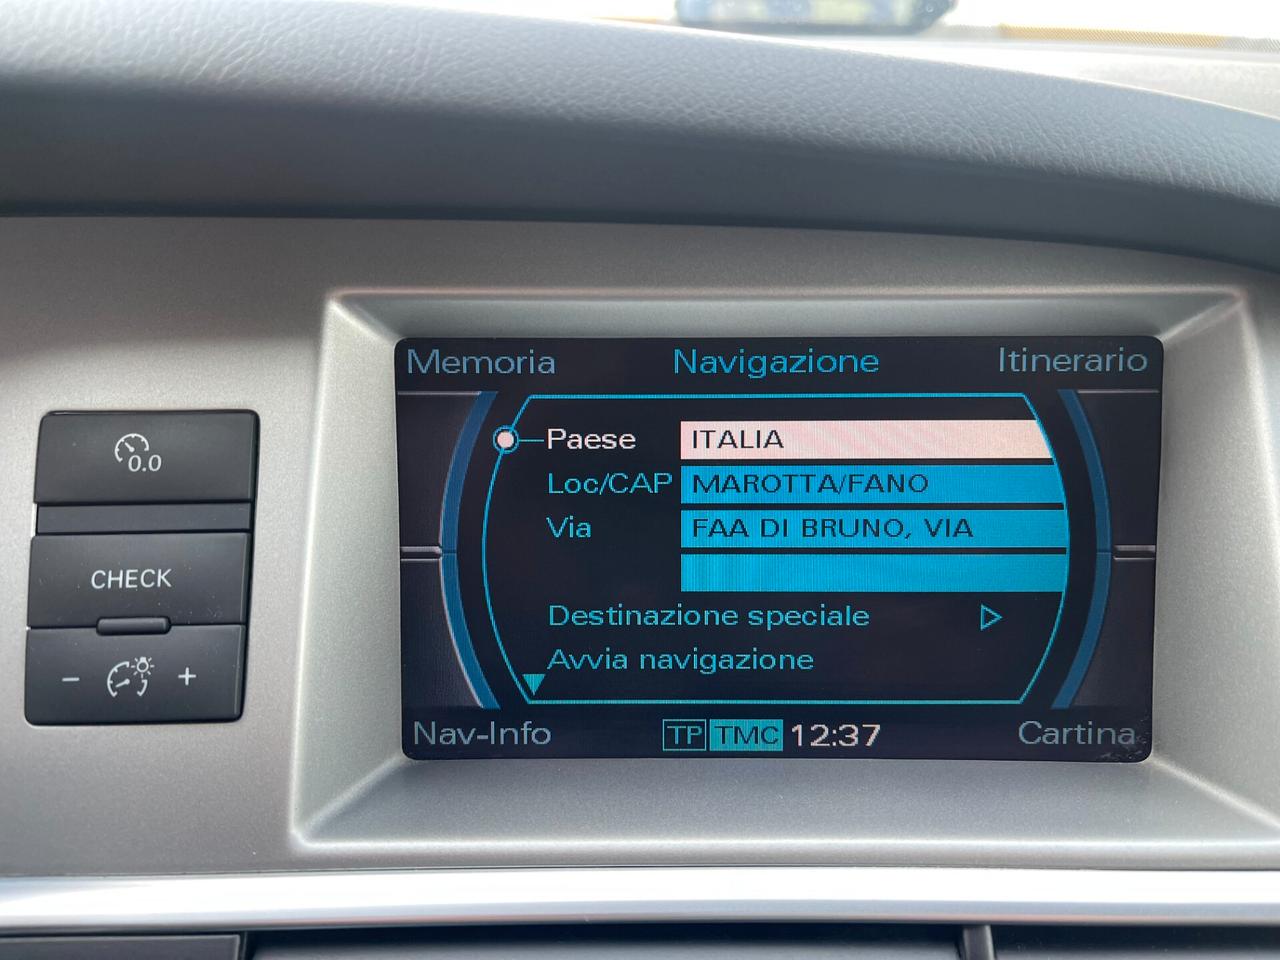 Memoria Navigazione Itinerario
Paese ITALIA
Loc/CAP MAROTTA/FANO
Via FAA DI BRUNO, VIA
Destinazione speciale
Avvia navigazione
Nav-Info TP TMC 12:37 Cartina
0.0
CHECK
- +